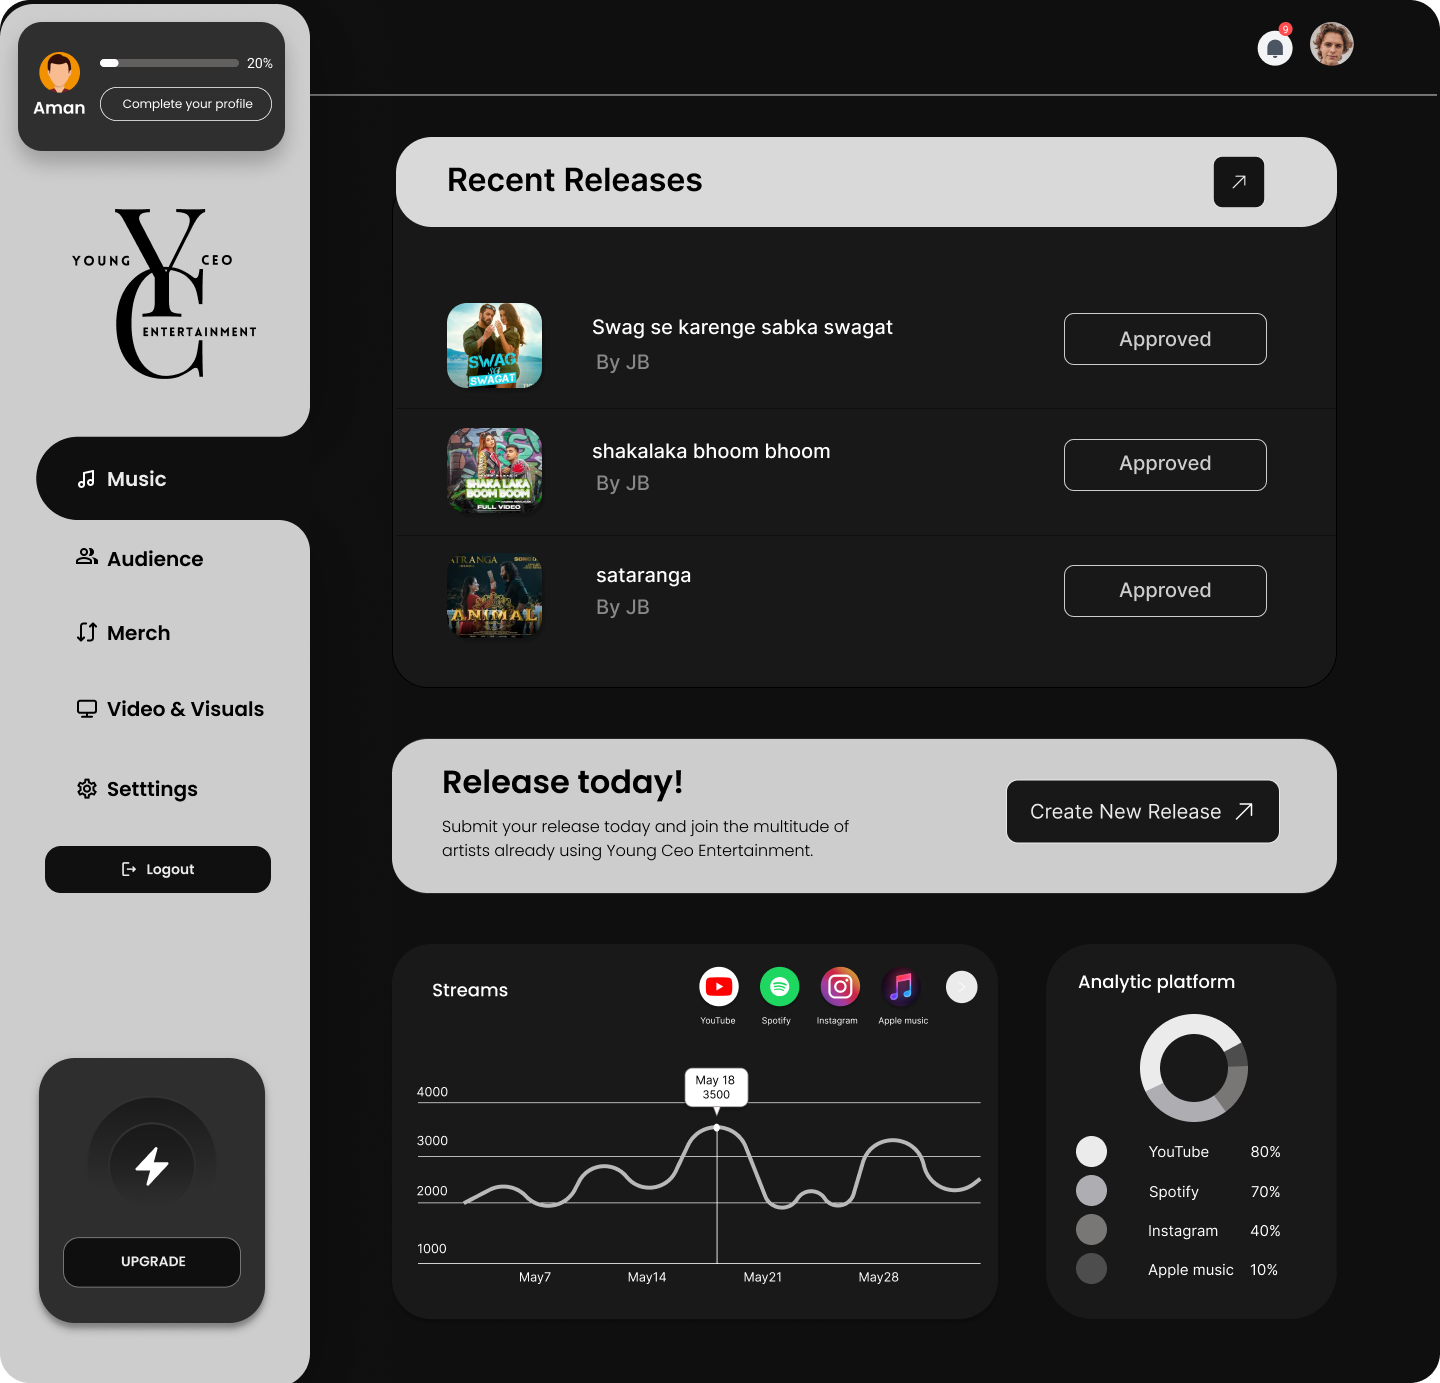 20%
Complete your profile
Aman
9
YOUNG
CEO
ENTERTAINMENT
YC
Music
Audience
Merch
Video & Visuals
Setttings
Logout
UPGRADE
Recent Releases
SWAG
SE
SWAGAT
Swag se karenge sabka swagat
By JB
Approved
SHAKA LAKA
BOOM BOOM
FULL VIDEO
shakalaka bhoom bhoom
By JB
Approved
ATRANGA
ANIMAL
sataranga
By JB
Approved
Release today!
Submit your release today and join the multitude of
artists already using Young Ceo Entertainment.
Create New Release
Streams
YouTube
Spotify
Instagram
Apple music
May 18
3500
4000
3000
2000
1000
May7
May14
May21
May28
Analytic platform
YouTube 80%
Spotify 70%
Instagram 40%
Apple music 10%